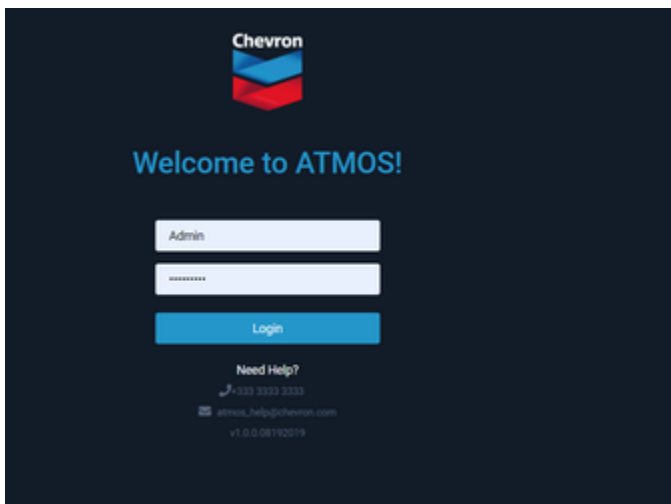 Chevron
Welcome to ATMOS!
Admin
---------
Login
Need Help?
+333 3333 3333
atmos_help@chevron.com
v1.0.0.08192019